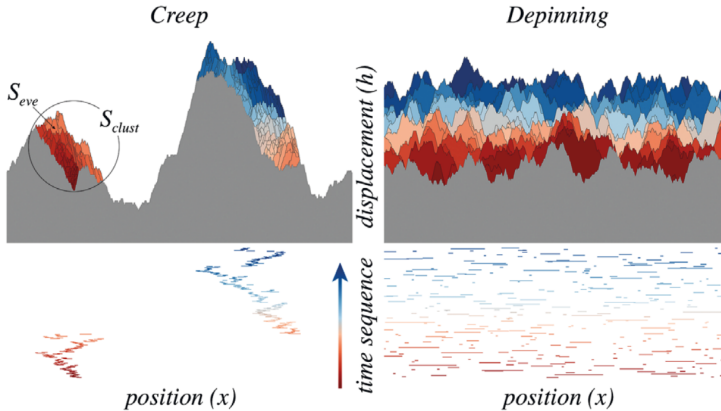 Creep
Depinning
S_eve
S_clust
displacement (h)
time sequence
position (x)
position (x)